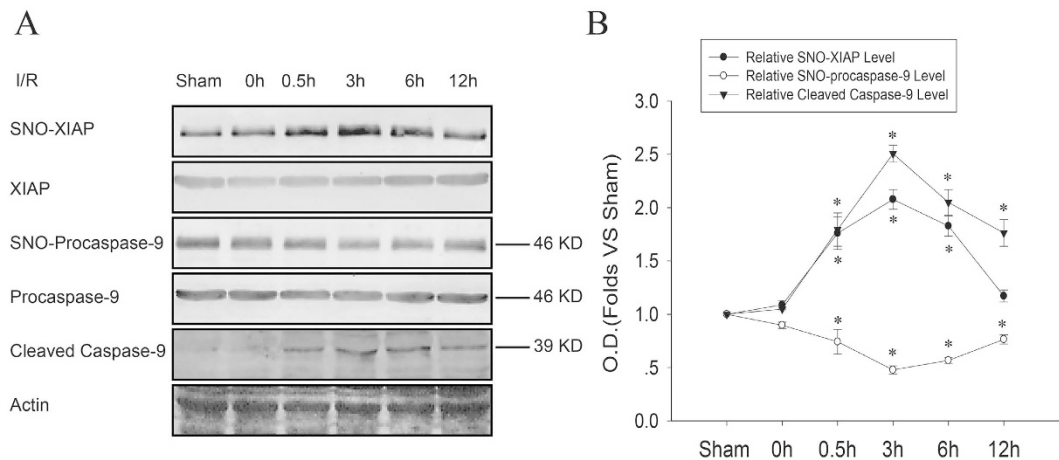 A
I/R Sham 0h 0.5h 3h 6h 12h
SNO-XIAP
XIAP
SNO-Procaspase-9 46 KD
Procaspase-9 46 KD
Cleaved Caspase-9 39 KD
Actin
B
Relative SNO-XIAP Level
Relative SNO-procaspase-9 Level
Relative Cleaved Caspase-9 Level
O.D.(Folds VS Sham)
3.0
2.5
2.0
1.5
1.0
.5
0.0
* * * *
* * *
* * * *
Sham 0h 0.5h 3h 6h 12h